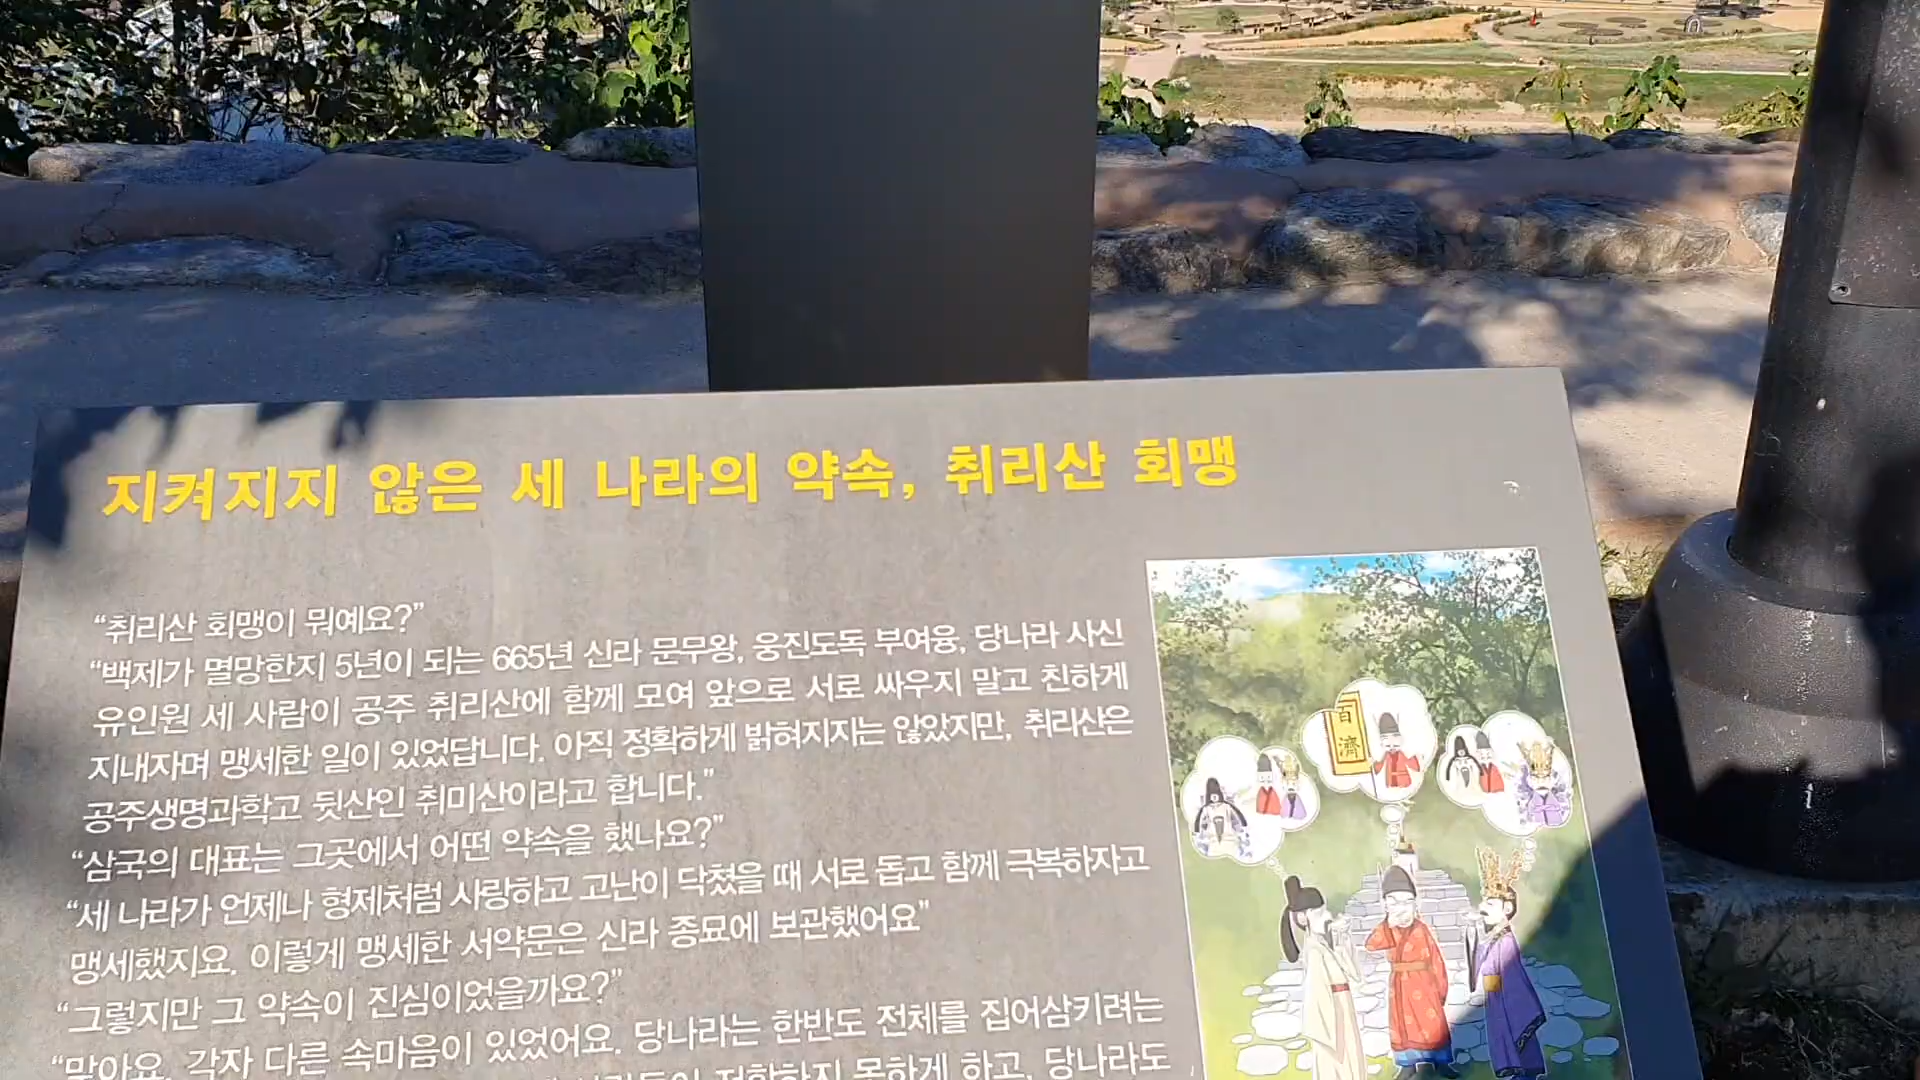 지켜지지 않은 세 나라의 약속, 취리산 회맹
“취리산 회맹이 뭐예요?”
“백제가 멸망한지 5년이 되는 665년 신라 문무왕, 웅진도독 부여융, 당나라 사신
유인원 세 사람이 공주 취리산에 함께 모여 앞으로 서로 싸우지 말고 친하게
지내자며 맹세한 일이 있었답니다. 아직 정확하게 밝혀지지는 않았지만, 취리산은
공주생명과학고 뒷산인 취미산이라고 합니다.”
“삼국의 대표는 그곳에서 어떤 약속을 했나요?”
“세 나라가 언제나 형제처럼 사랑하고 고난이 닥쳤을 때 서로 돕고 함께 극복하자고
맹세했지요. 이렇게 맹세한 서약문은 신라 종묘에 보관했어요”
“그렇지만 그 약속이 진심이었을까요?”
“맞아요. 각자 다른 속마음이 있었어요. 당나라는 한반도 전체를 집어삼키려는
저항하지 못하게 하고, 당나라도
百濟